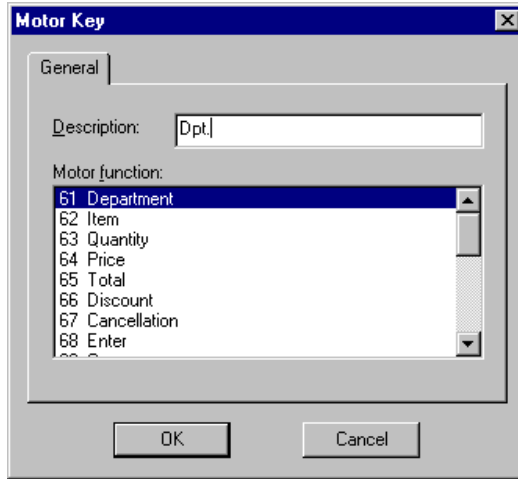 Motor Key
General
Description: Dpt.
Motor function:
61 Department
62 Item
63 Quantity
64 Price
65 Total
66 Discount
67 Cancellation
68 Enter
OK Cancel